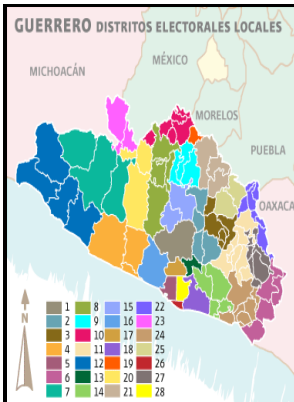 GUERRERO DISTRITOS ELECTORALES LOCALES
MÉXICO
MICHOACÁN
MORELOS
PUEBLA
OAXACA
N
1 8 15 22
2 9 16 23
3 10 17 24
4 11 18 25
5 12 19 26
6 13 20 27
7 14 21 28